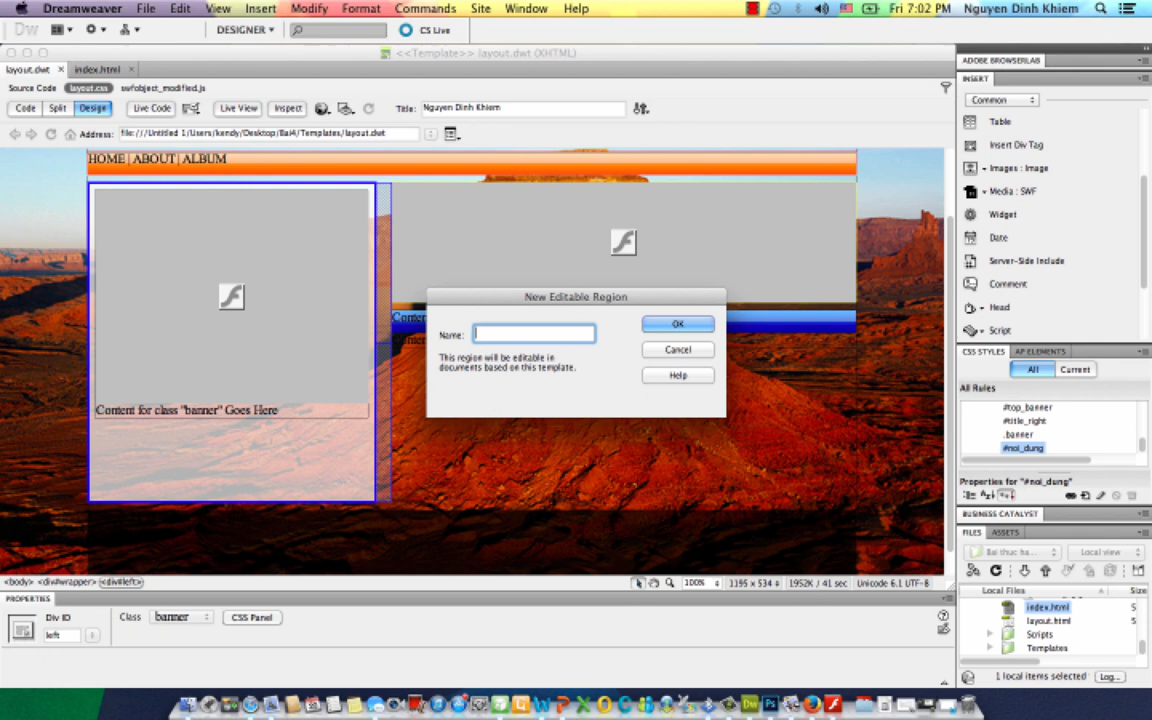 Dreamweaver File Edit View Insert Modify Format Commands Site Window Help Fri 7:02 PM Nguyen Dinh Khiem
Dw DESIGNER CS Live
<<Template>> layout.dwt (XHTML)
layout.dwt × index.html ×
Source Code layout.css swfobject_modified.js
Code Split Design Live Code Live View Inspect Title: Nguyen Dinh Khiem
Address: file:///Untitled 1/Users/kendy/Desktop/Bai4/Templates/layout.dwt
HOME | ABOUT | ALBUM
Content for class "banner" Goes Here
Conten
New Editable Region
Name:
This region will be editable in
documents based on this template.
OK
Cancel
Help
<body> <div#wrapper> <div#left> 100% 1195 x 534 1952K / 41 sec Unicode 6.1 UTF-8
PROPERTIES
Div ID
left
Class banner CSS Panel
ADOBE BROWSERLAB
INSERT
Common
Table
Insert Div Tag
Images : Image
Media : SWF
Widget
Date
Server-Side Include
Comment
Head
Script
CSS STYLES AP ELEMENTS
All Current
All Rules
#top_banner
#title_right
.banner
#noi_dung
Properties for "#noi_dung"
BUSINESS CATALYST
FILES ASSETS
Bai thuc ha... Local view
Local Files Size
index.html 5
layout.html 5
Scripts
Templates
1 local items selected Log...